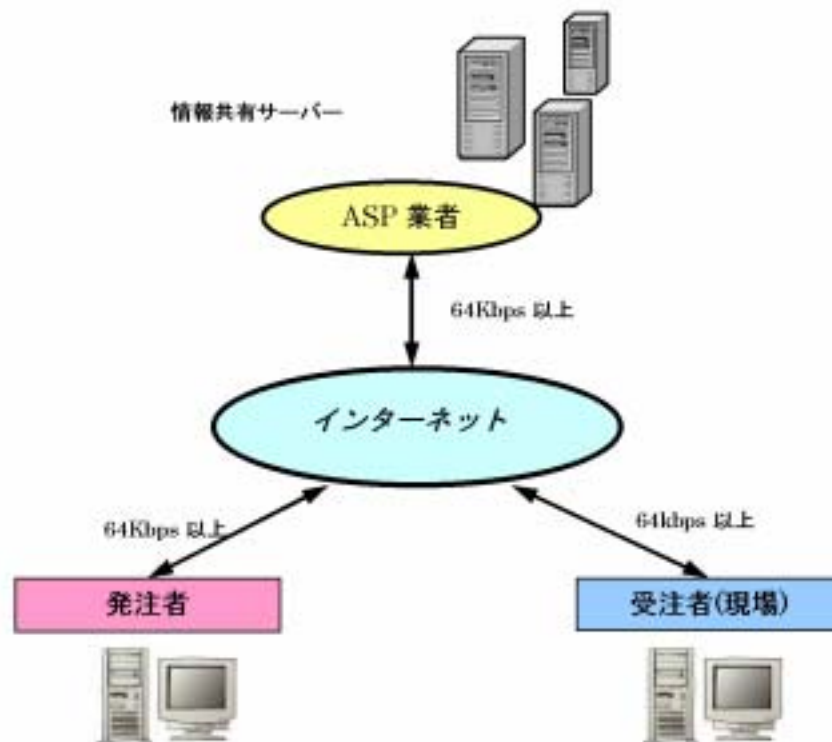 情報共有サーバー
ASP 業者
64Kbps 以上
インターネット
64Kbps 以上
64kbps 以上
発注者
受注者(現場)